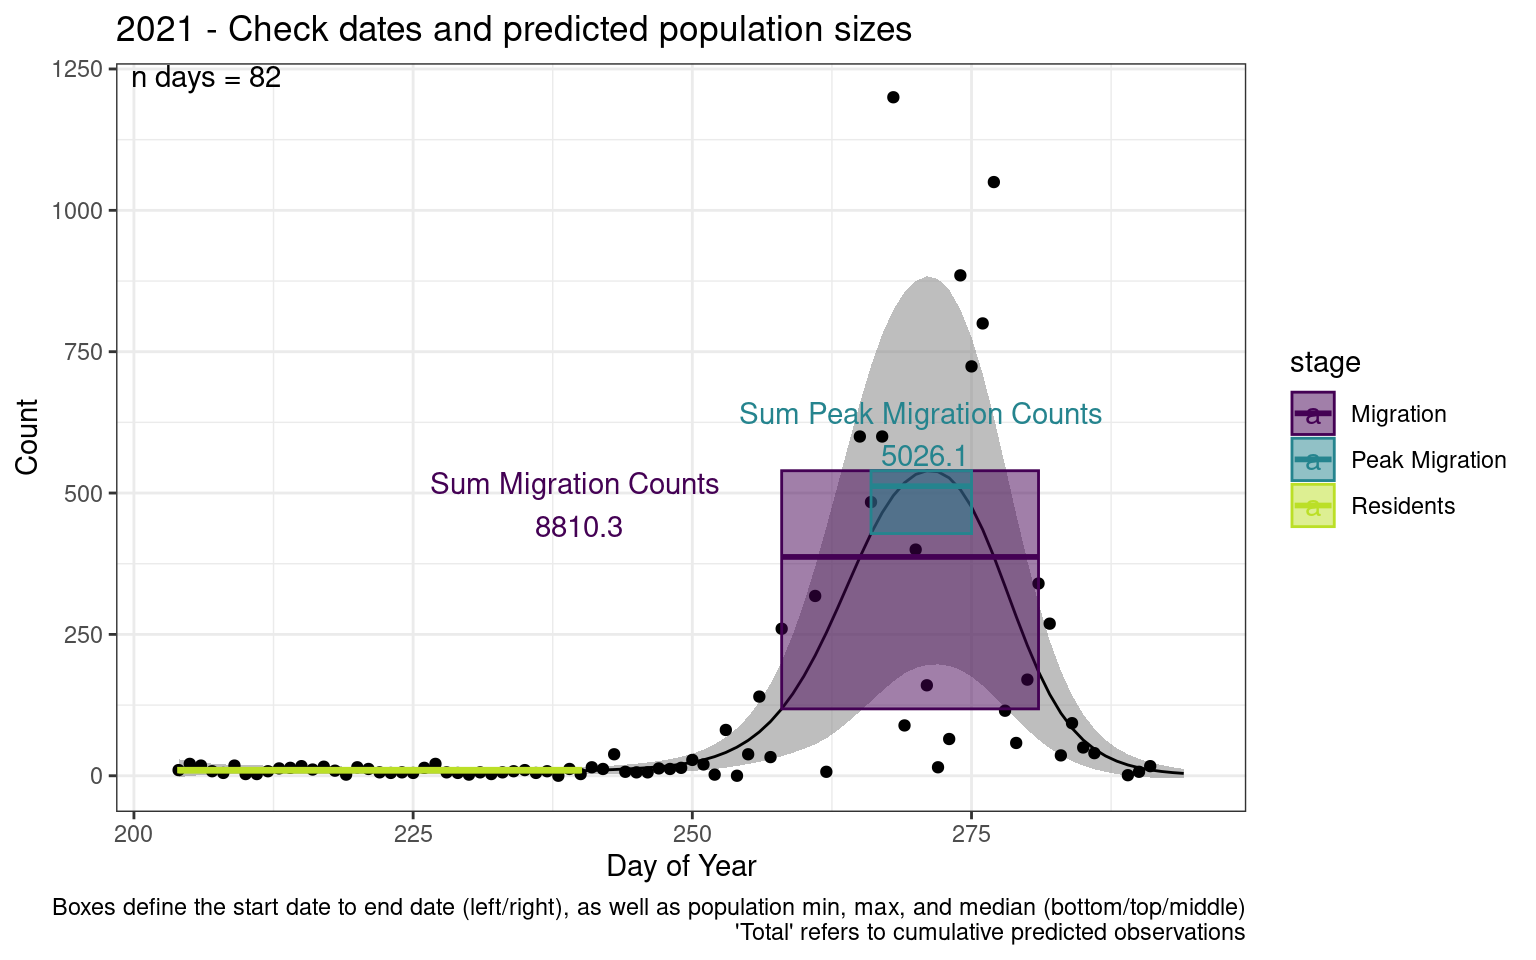 2021 - Check dates and predicted population sizes
n days = 82
1250
1000
750
500
250
0
Count
Sum Peak Migration Counts
5026.1
Sum Migration Counts
8810.3
200
225
250
275
Day of Year
stage
a Migration
a Peak Migration
a Residents
Boxes define the start date to end date (left/right), as well as population min, max, and median (bottom/top/middle)
'Total' refers to cumulative predicted observations